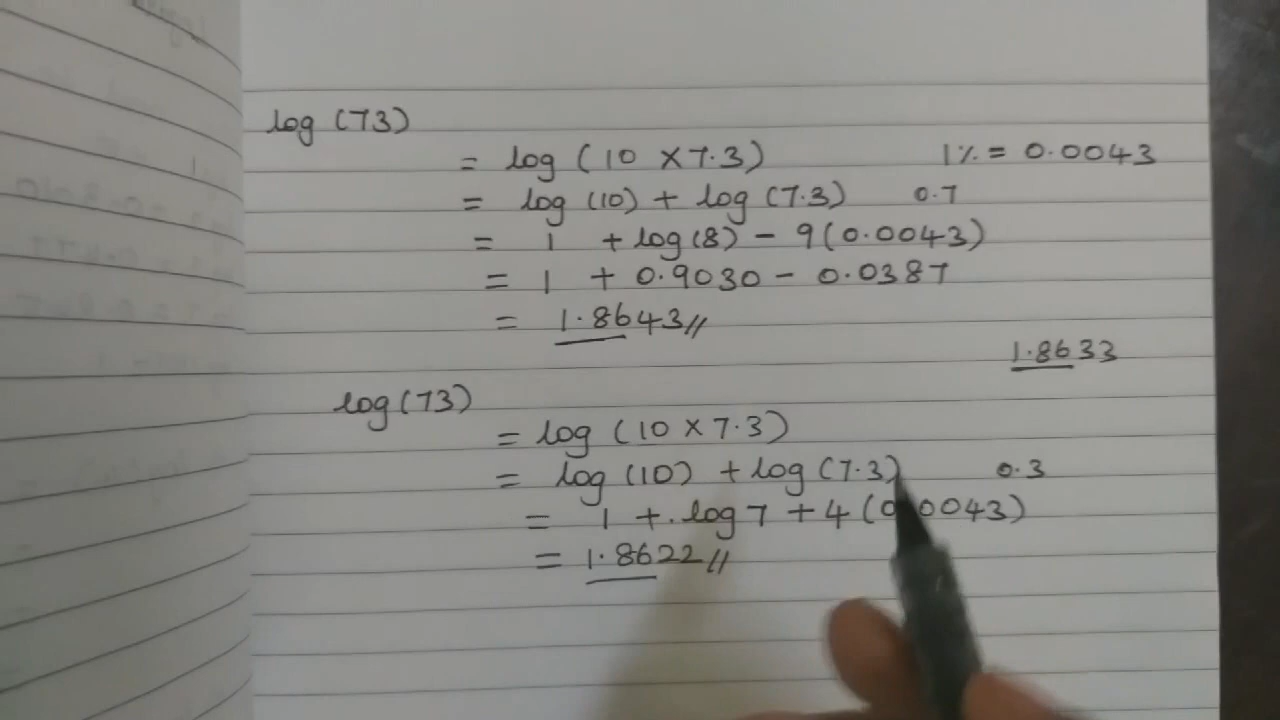 log (73)
= log (10 × 7.3) 1% = 0.0043
= log (10) + log (7.3) 0.7
= 1 + log(8) - 9(0.0043)
= 1 + 0.9030 - 0.0387
= 1.8643//
1.8633
log(73)
= log (10 × 7.3)
= log (10) + log (7.3) 0.3
= 1 + log 7 + 4 (0.0043)
= 1.8622//